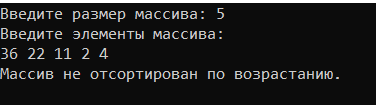 Введите размер массива: 5
Введите элементы массива:
36 22 11 2 4
Массив не отсортирован по возрастанию.